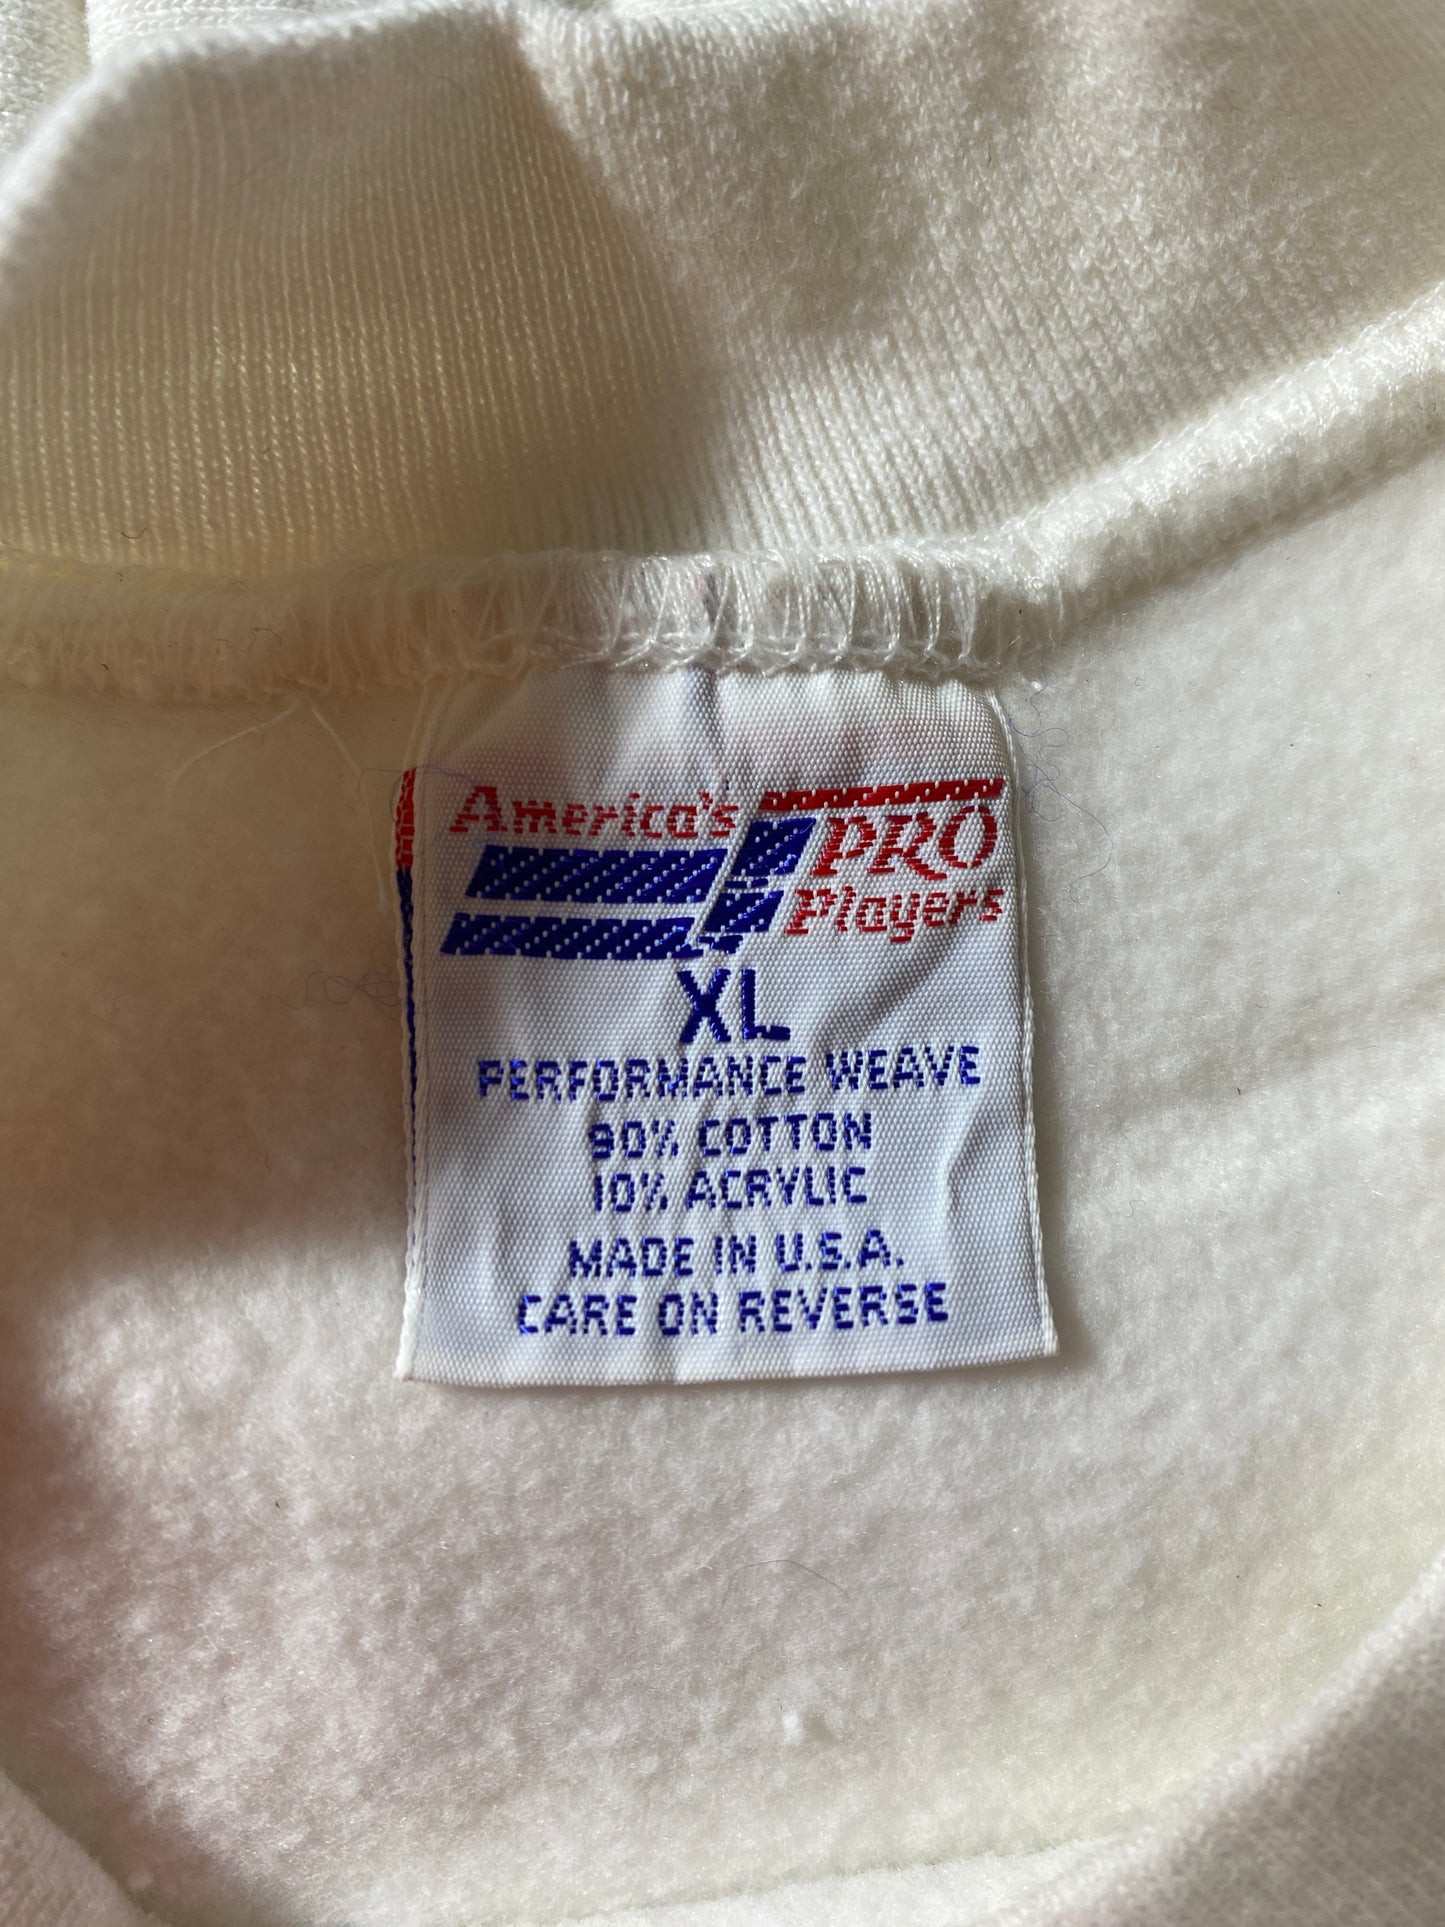 America's
PRO
Players
XL
PERFORMANCE WEAVE
90% COTTON
10% ACRYLIC
MADE IN U.S.A.
CARE ON REVERSE